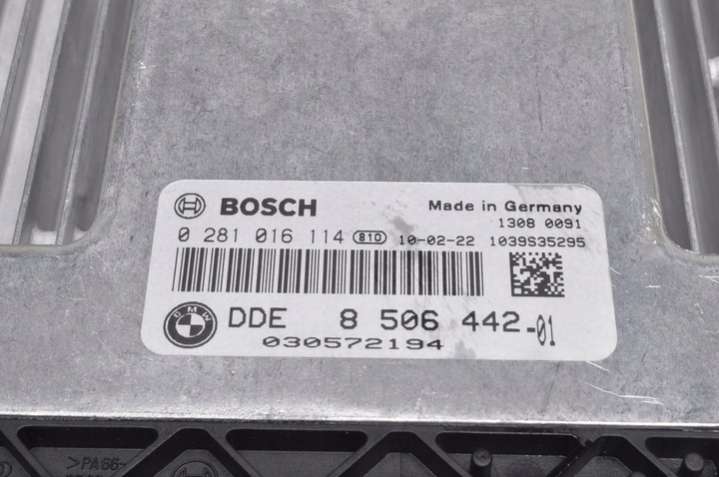 BOSCH Made in Germany
1308 0091
0 281 016 114 810 10-02-22 1039S35295
BMW DDE 8 506 442-01
030572194
>PA66-